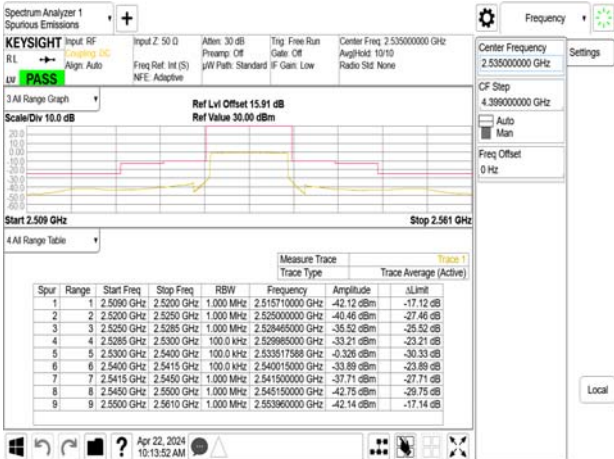 Spectrum Analyzer 1
Spurious Emissions
Frequency
KEYSIGHT
RL
PASS
Input: RF
Coupling: DC
Align: Auto
Input Z: 50 Ω
Freq Ref: Int (S)
NFE: Adaptive
Atten: 30 dB
Preamp: Off
µW Path: Standard
Trig: Free Run
Gate: Off
IF Gain: Low
Center Freq: 2.535000000 GHz
Avg|Hold: 10/10
Radio Std: None
Center Frequency
2.535000000 GHz
Settings
CF Step
4.399000000 GHz
Auto
Man
Freq Offset
0 Hz
Local
3 All Range Graph
Scale/Div 10.0 dB
Ref Lvl Offset 15.91 dB
Ref Value 30.00 dBm
20.0
10.0
0.00
-50.0
-60.0
Start 2.509 GHz
Stop 2.561 GHz
4 All Range Table
Measure Trace Trace 1
Trace Type Trace Average (Active)
Spur Range Start Freq Stop Freq RBW Frequency Amplitude ΔLimit
1 1 2.5090 GHz 2.5200 GHz 1.000 MHz 2.515710000 GHz -42.12 dBm -17.12 dB
2 2 2.5200 GHz 2.5250 GHz 1.000 MHz 2.525000000 GHz -40.46 dBm -27.46 dB
3 3 2.5250 GHz 2.5285 GHz 1.000 MHz 2.528465000 GHz -35.52 dBm -25.52 dB
4 4 2.5285 GHz 2.5300 GHz 100.0 kHz 2.529985000 GHz -33.21 dBm -23.21 dB
5 5 2.5300 GHz 2.5400 GHz 100.0 kHz 2.533517588 GHz -0.326 dBm -30.33 dB
6 6 2.5400 GHz 2.5415 GHz 100.0 kHz 2.540015000 GHz -33.89 dBm -23.89 dB
7 7 2.5415 GHz 2.5450 GHz 1.000 MHz 2.541500000 GHz -37.71 dBm -27.71 dB
8 8 2.5450 GHz 2.5500 GHz 1.000 MHz 2.545150000 GHz -42.75 dBm -29.75 dB
9 9 2.5500 GHz 2.5610 GHz 1.000 MHz 2.553960000 GHz -42.14 dBm -17.14 dB
Apr 22, 2024
10:13:52 AM